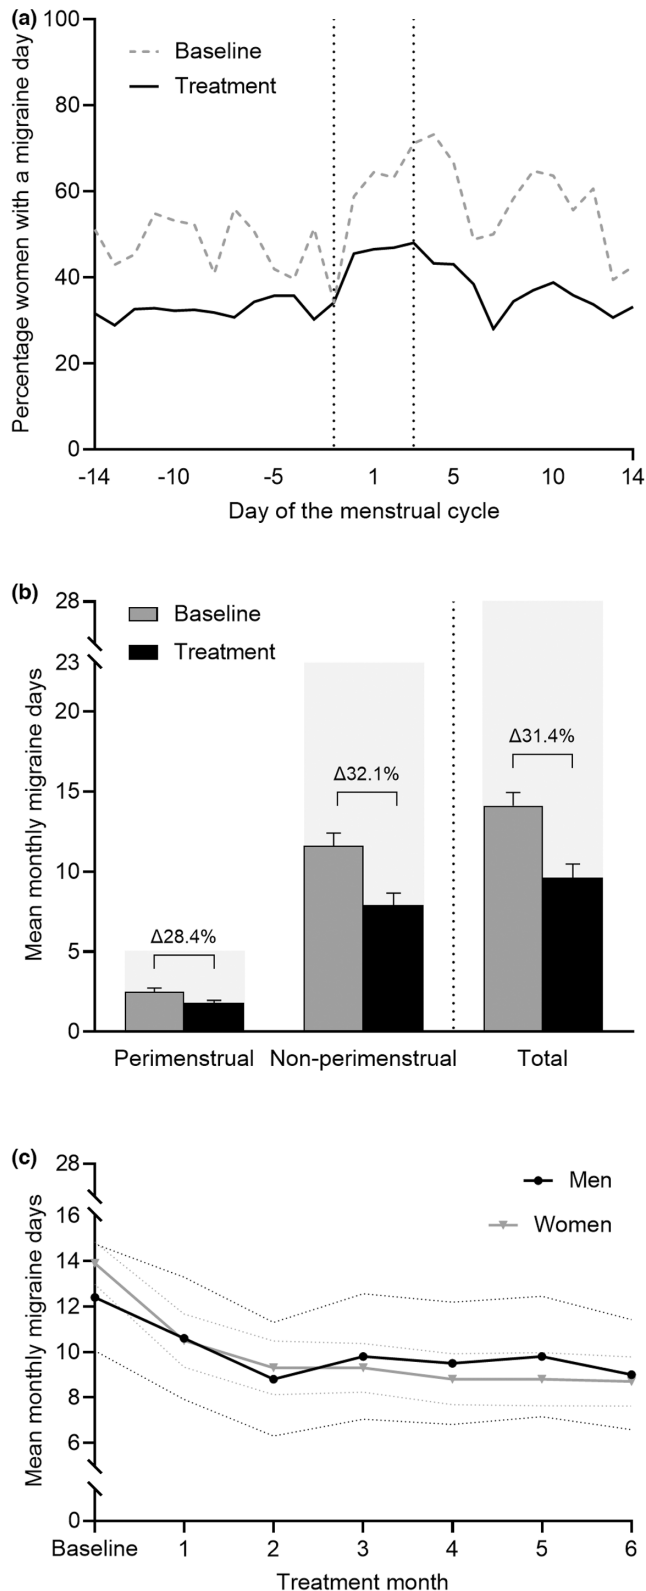 (a)
100
80
60
40
20
0
Percentage women with a migraine day
Baseline
Treatment
-14 -10 -5 1 5 10 14
Day of the menstrual cycle
(b)
28
23
20
15
10
5
0
Mean monthly migraine days
Baseline
Treatment
Δ28.4%
Δ32.1%
Δ31.4%
Perimenstrual Non-perimenstrual Total
(c)
28
16
14
12
10
8
6
0
Mean monthly migraine days
Men
Women
Baseline 1 2 3 4 5 6
Treatment month